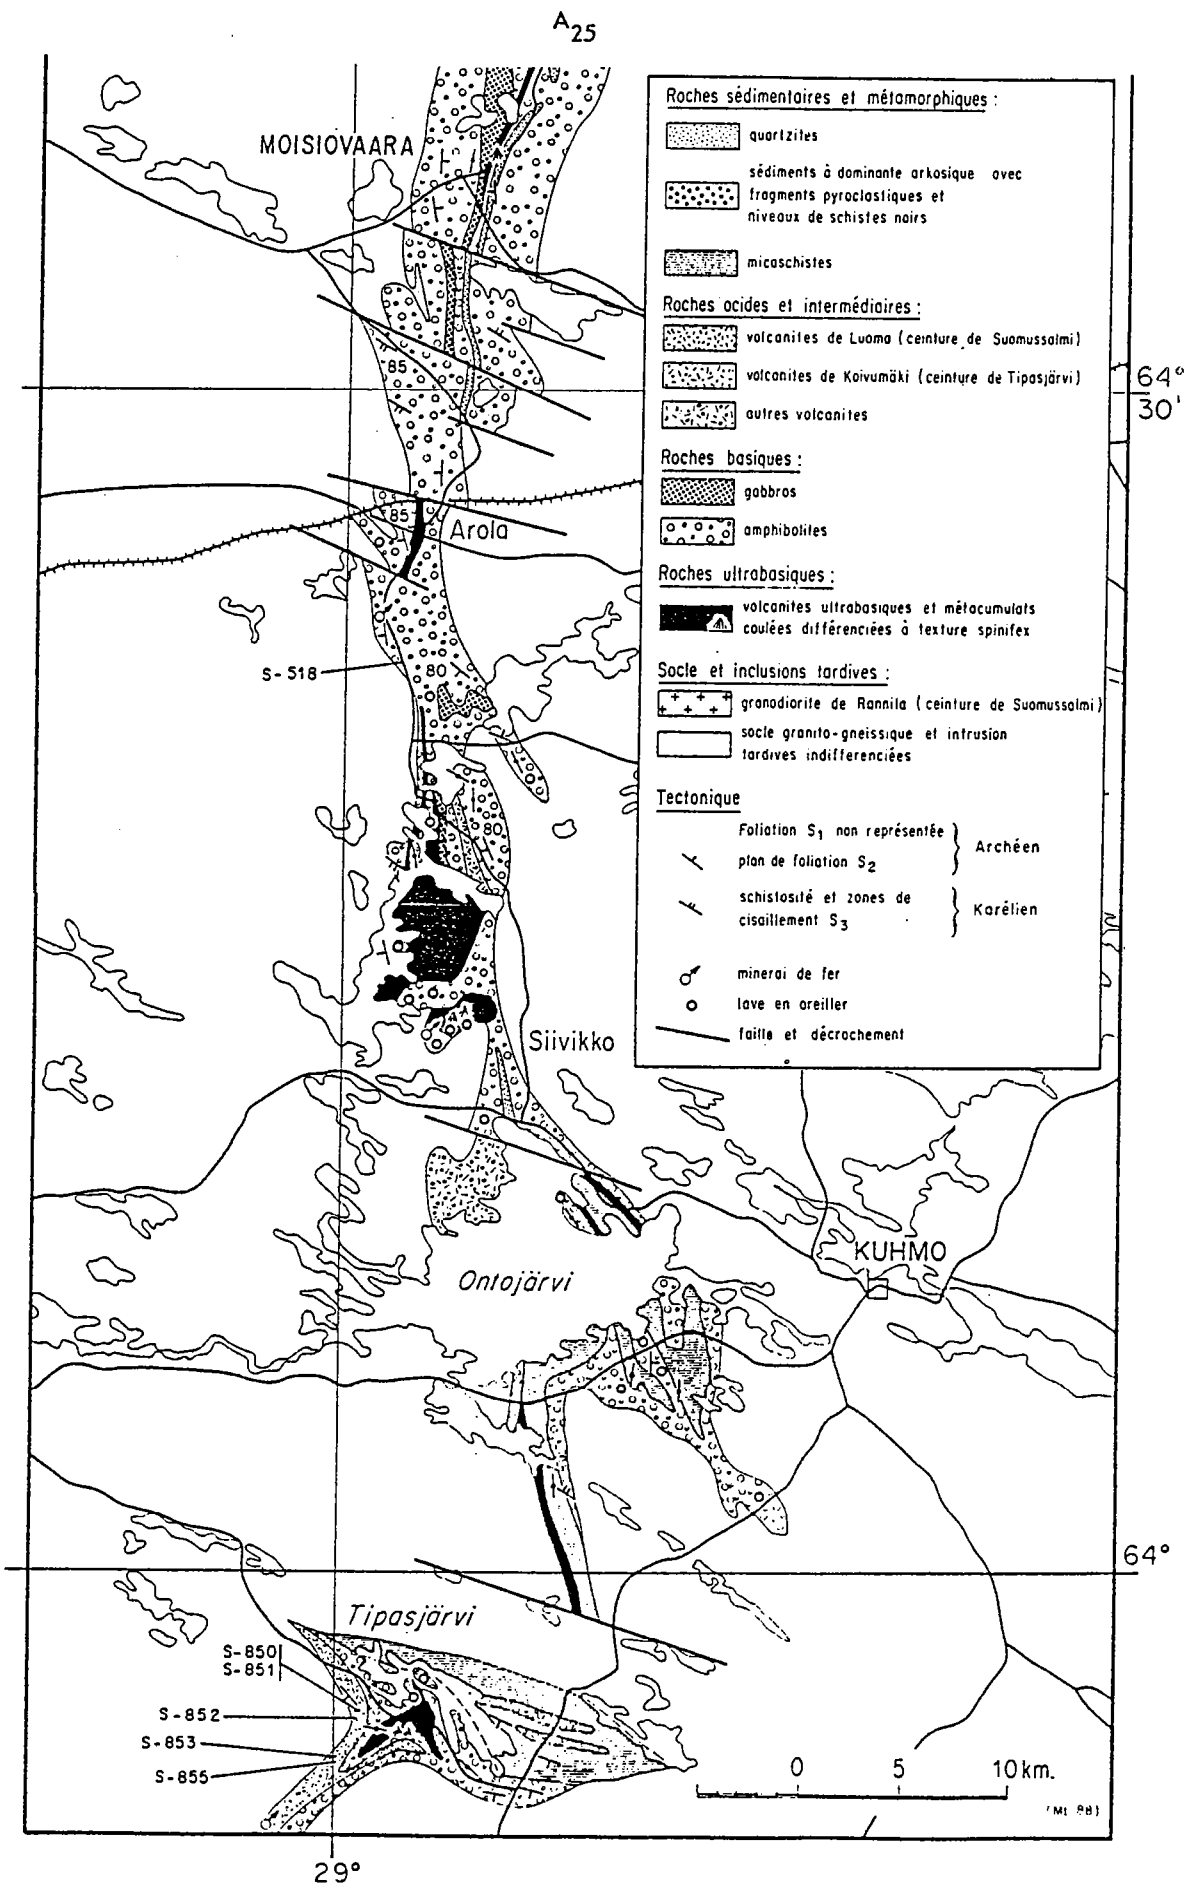 A25
MOISIOVAARA
85
85
Arola
S-518
80
80
Siivikko
Ontojärvi
KUHMO
Tipasjärvi
S-850
S-851
S-852
S-853
S-855
0 5 10 km.
29°
64°
30'
64°
Roches sédimentaires et métamorphiques :
quartzites
sédiments à dominante arkosique avec
fragments pyroclastiques et
niveaux de schistes noirs
micaschistes
Roches acides et intermédiaires :
volcanites de Luoma (ceinture de Suomussalmi)
volcanites de Koivumäki (ceinture de Tipasjärvi)
autres volcanites
Roches basiques :
gabbros
amphibolites
Roches ultrabasiques :
volcanites ultrabasiques et métacumulats
coulées différenciées à texture spinifex
Socle et inclusions tardives :
granodiorite de Rannila (ceinture de Suomussalmi)
socle granito-gneissique et intrusion
tardives indifferenciées
Tectonique
Foliation S1 non représentée
plan de foliation S2
Archéen
schistosité et zones de
cisaillement S3
Karélien
minerai de fer
lave en oreiller
faille et décrochement